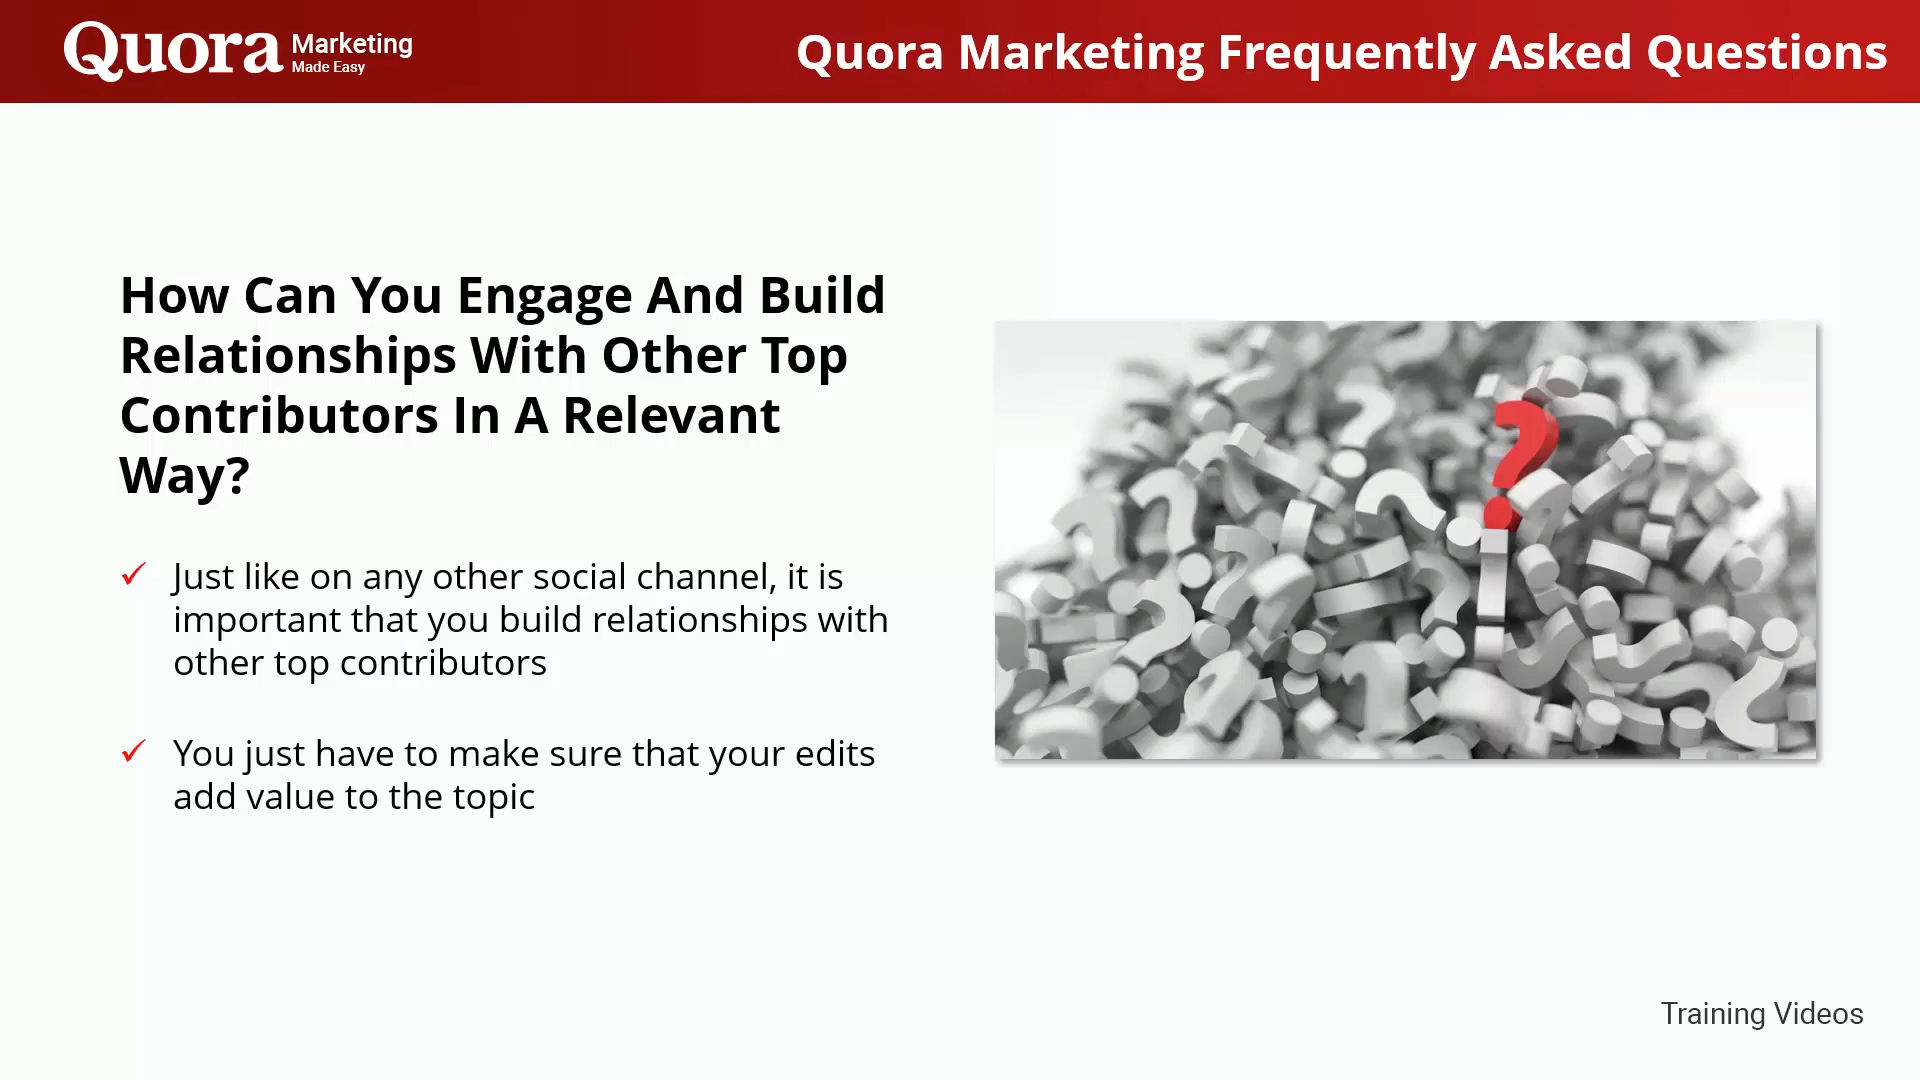 Quora Marketing
Made Easy
Quora Marketing Frequently Asked Questions
How Can You Engage And Build
Relationships With Other Top
Contributors In A Relevant
Way?
✓ Just like on any other social channel, it is
important that you build relationships with
other top contributors
✓ You just have to make sure that your edits
add value to the topic
Training Videos